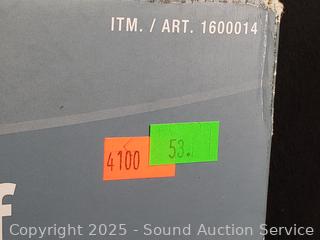 ITM. / ART. 1600014
4100
53.
f
Copyright 2025 - Sound Auction Service